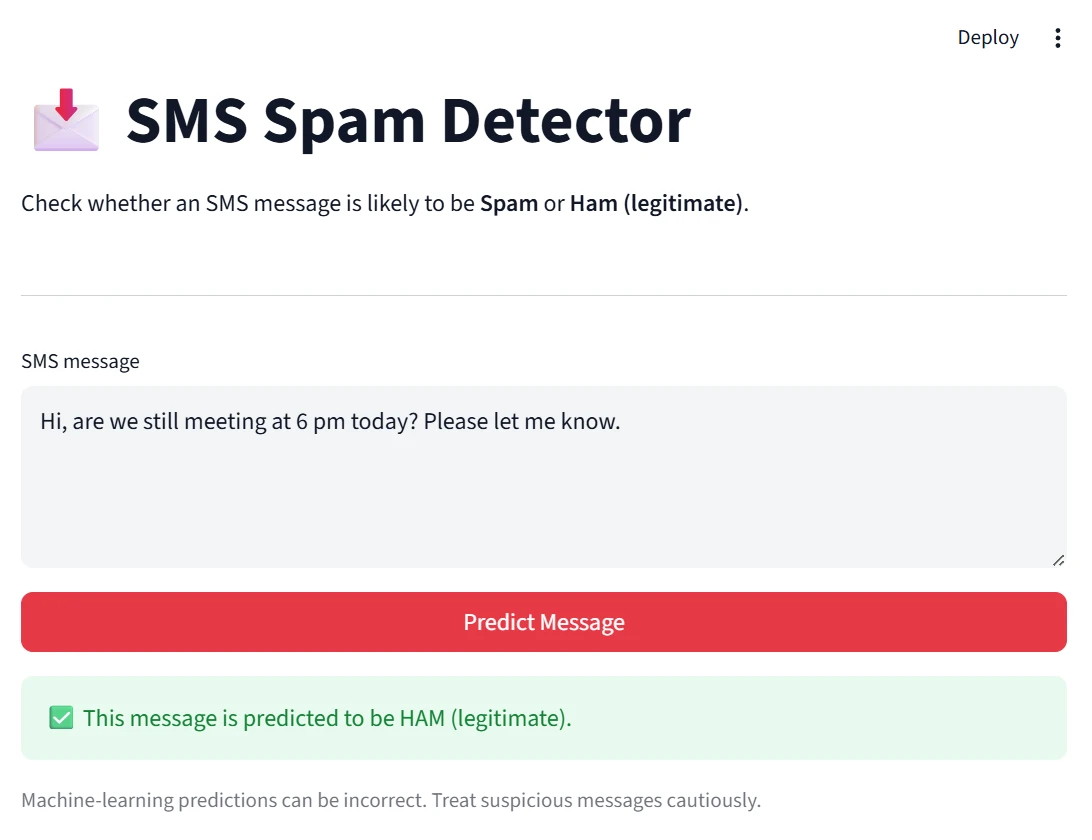 Deploy
SMS Spam Detector
Check whether an SMS message is likely to be Spam or Ham (legitimate).
SMS message
Hi, are we still meeting at 6 pm today? Please let me know.
Predict Message
This message is predicted to be HAM (legitimate).
Machine-learning predictions can be incorrect. Treat suspicious messages cautiously.